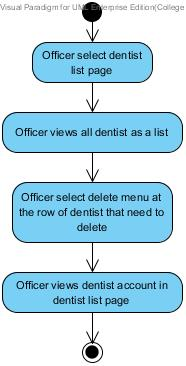 Visual Paradigm for UML Enterprise Edition(College
Officer select dentist
list page
Officer views all dentist as a list
Officer select delete menu at
the row of dentist that need to
delete
Officer views dentist account in
dentist list page